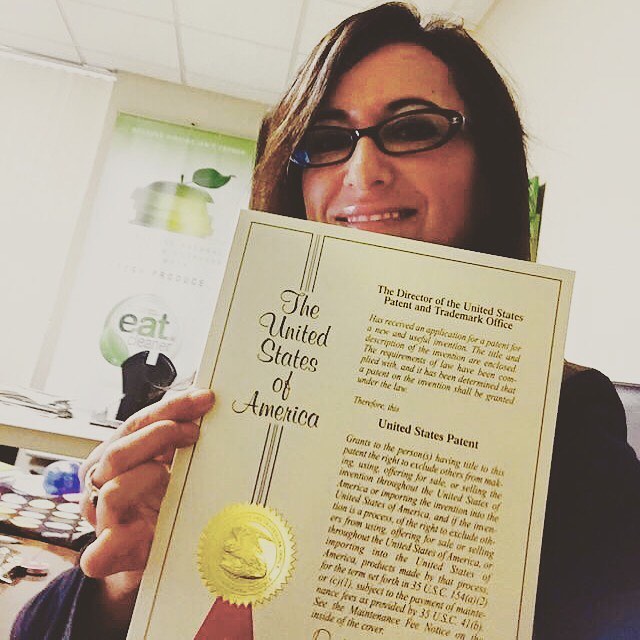 PRODUCE
eat
cleaner
The
United
States
of
America
The Director of the United States
Patent and Trademark Office
Has received an application for a patent for
a new and useful invention. The title and
description of the invention are enclosed.
The requirements of law have been com-
plied with, and it has been determined that
a patent on the invention shall be granted
under the law.
Therefore, this
United States Patent
Grants to the person(s) having title to this
patent the right to exclude others from mak-
ing, using, offering for sale, or selling the
invention throughout the United States of
America or importing the invention into the
United States of America, and if the inven-
tion is a process, of the right to exclude oth-
ers from using, offering for sale or selling
throughout the United States of America, or
importing into the United States of
America, products made by that process,
for the term set forth in 35 U.S.C. 154(a)(2)
or (c)(1), subject to the payment of mainte-
nance fees as provided by 35 U.S.C. 41(b).
See the Maintenance Fee Notice on the
inside of the cover.